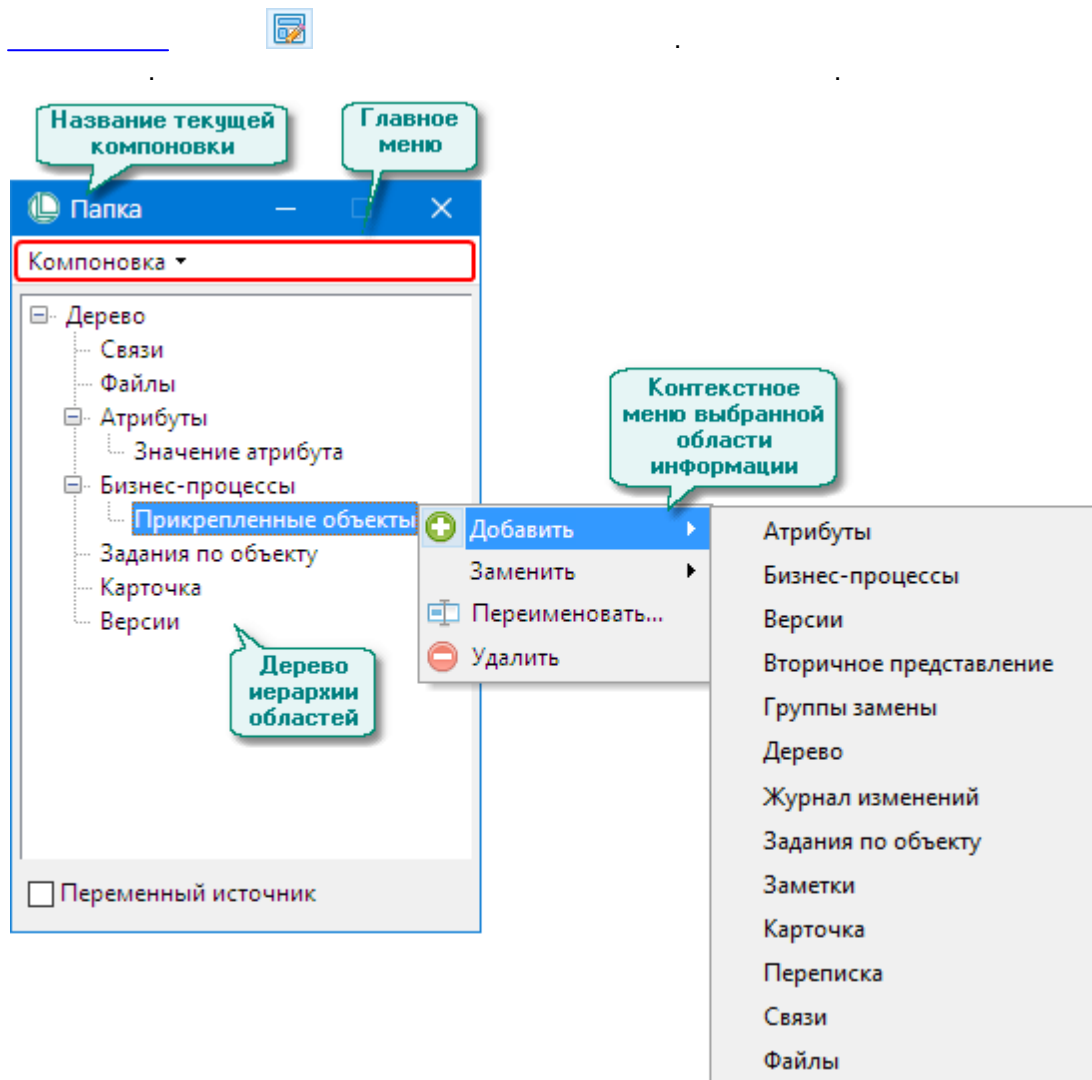 Название текущей
компоновки
Главное
меню
Папка
Компоновка
Дерево
Связи
Файлы
Атрибуты
Значение атрибута
Бизнес-процессы
Прикрепленные объекты
Задания по объекту
Карточка
Версии
Дерево
иерархии
областей
Переменный источник
Контекстное
меню выбранной
области
информации
Добавить
Заменить
Переименовать...
Удалить
Атрибуты
Бизнес-процессы
Версии
Вторичное представление
Группы замены
Дерево
Журнал изменений
Задания по объекту
Заметки
Карточка
Переписка
Связи
Файлы